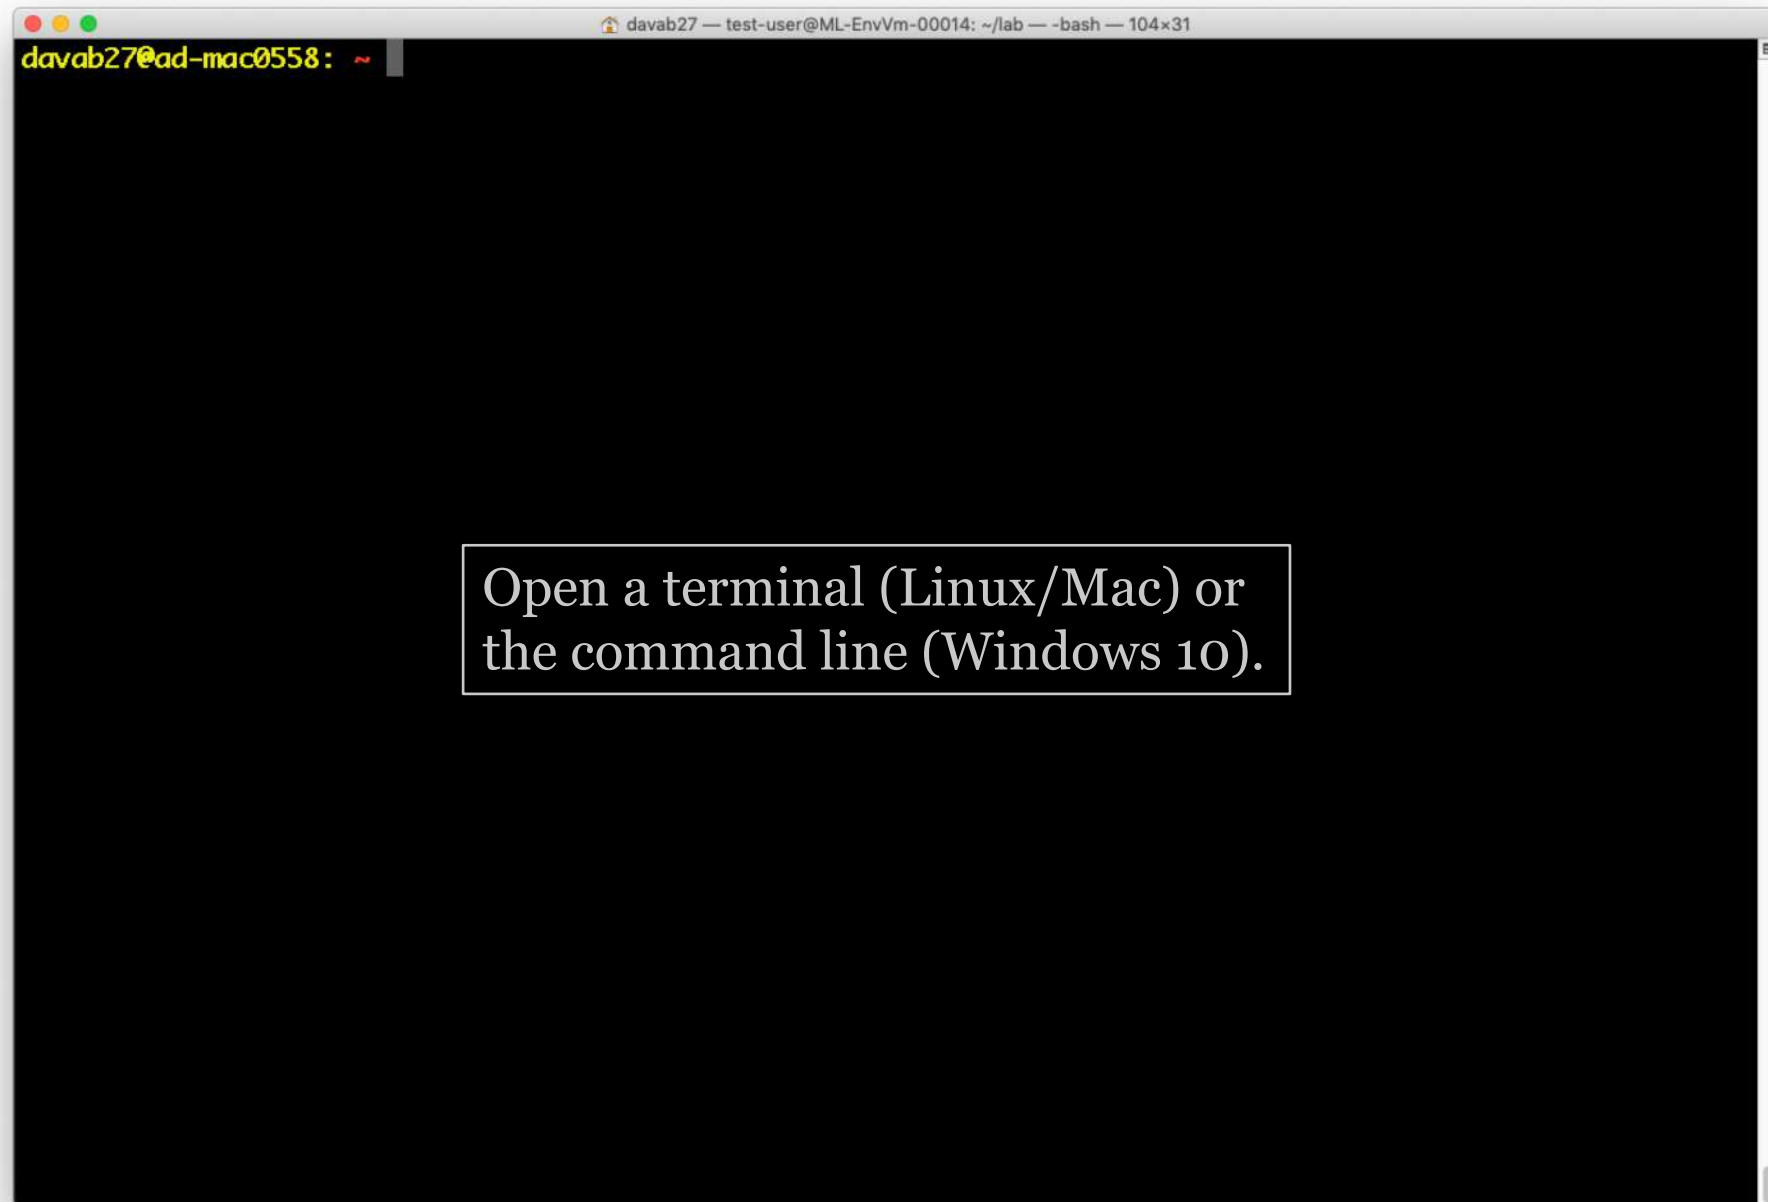 davab27 — test-user@ML-EnvVm-00014: ~/lab — -bash — 104×31
davab27@ad-mac0558: ~
Open a terminal (Linux/Mac) or
the command line (Windows 10).